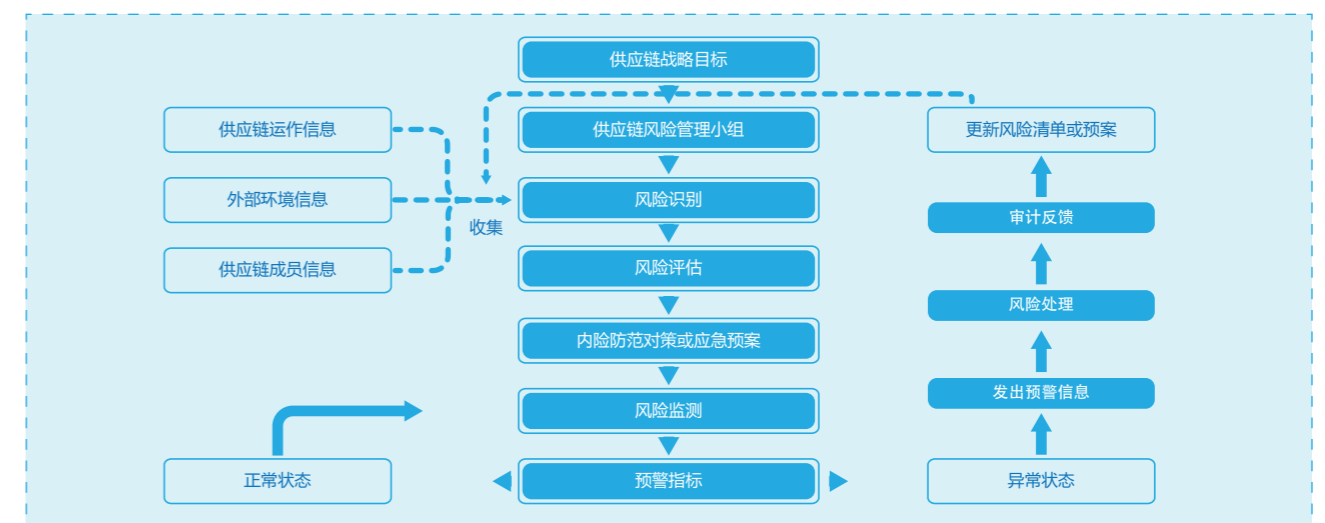 供应链战略目标
供应链运作信息
供应链风险管理小组
更新风险清单或预案
外部环境信息
风险识别
审计反馈
收集
供应链成员信息
风险评估
风险处理
内险防范对策或应急预案
发出预警信息
风险监测
正常状态
预警指标
异常状态